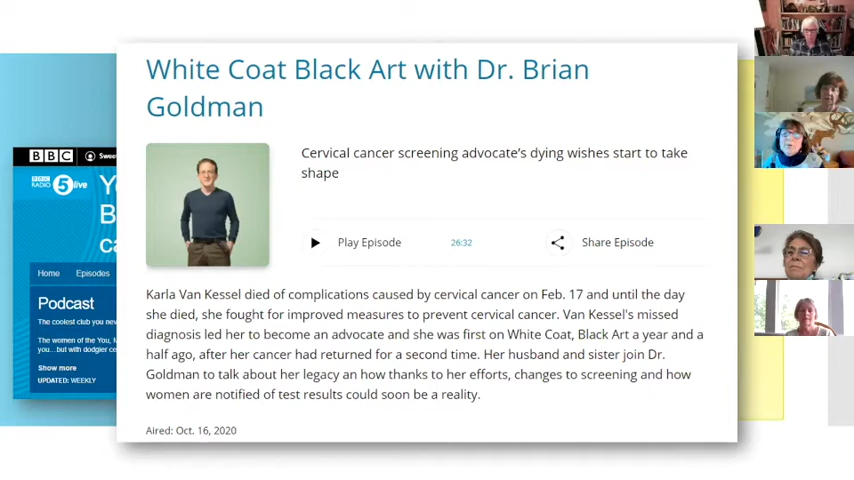 White Coat Black Art with Dr. Brian
Goldman
Cervical cancer screening advocate's dying wishes start to take
shape
Play Episode 26:32 Share Episode
Karla Van Kessel died of complications caused by cervical cancer on Feb. 17 and until the day
she died, she fought for improved measures to prevent cervical cancer. Van Kessel's missed
diagnosis led her to become an advocate and she was first on White Coat, Black Art a year and a
half ago, after her cancer had returned for a second time. Her husband and sister join Dr.
Goldman to talk about her legacy an how thanks to her efforts, changes to screening and how
women are notified of test results could soon be a reality.
Aired: Oct. 16, 2020
BBC
BBC
RADIO 5 live
Home Episodes
Podcast
The coolest club you
The women of the You,
you…but with dodgier
Show more
UPDATED: WEEKLY